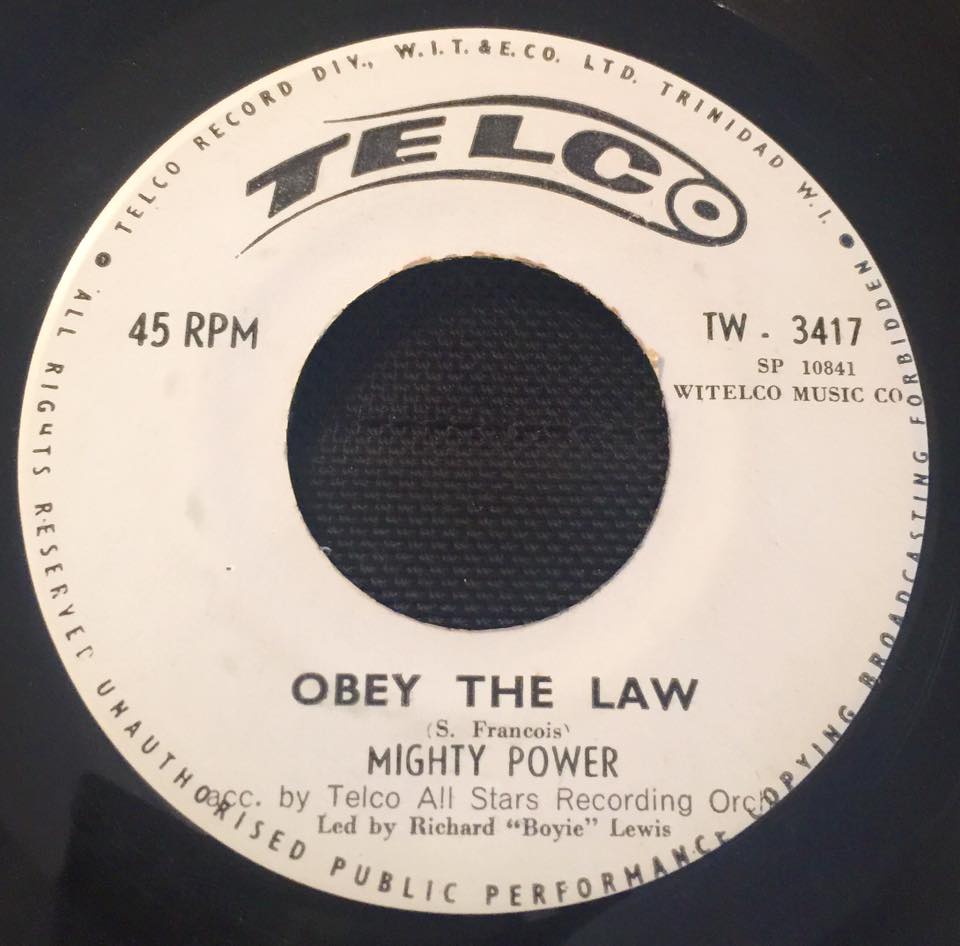 TELCO RECORD DIV., W.I.T. & E. CO. LTD. TRINIDAD W.I.
TELCO
45 RPM
TW - 3417
SP 10841
WITELCO MUSIC CO
OBEY THE LAW
(S. Francois)
MIGHTY POWER
acc. by Telco All Stars Recording Orch
Led by Richard "Boyie" Lewis
ALL RIGHTS RESERVED UNAUTHORISED PUBLIC PERFORMANCE COPYING BROADCASTING FORBIDDEN